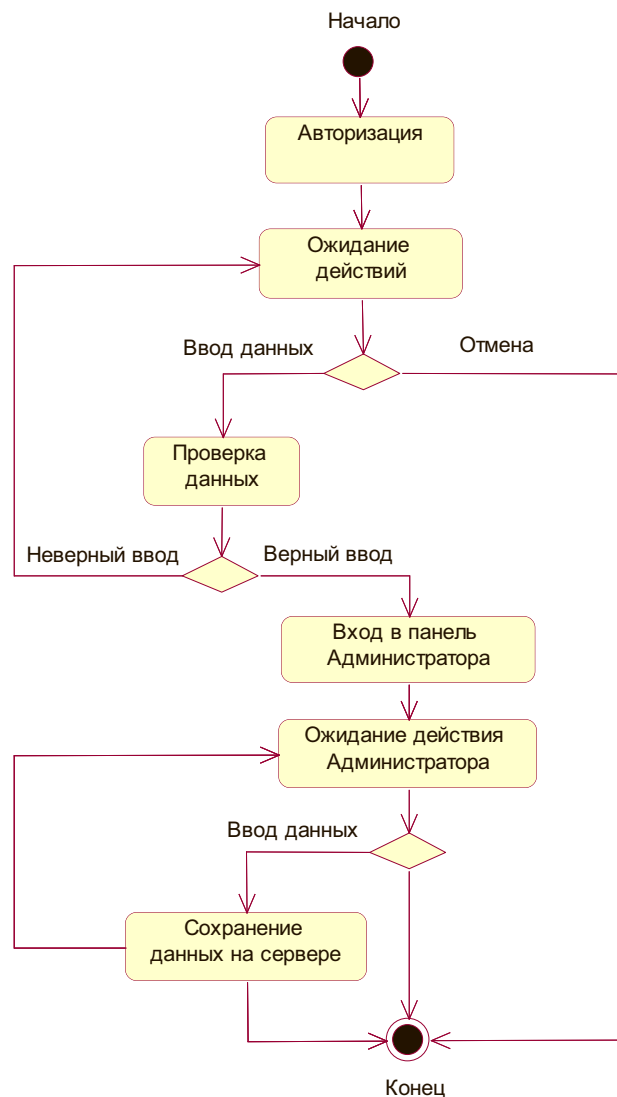 Начало
Авторизация
Ожидание
действий
Ввод данных
Отмена
Проверка
данных
Неверный ввод
Верный ввод
Вход в панель
Администратора
Ожидание действия
Администратора
Ввод данных
Сохранение
данных на сервере
Конец